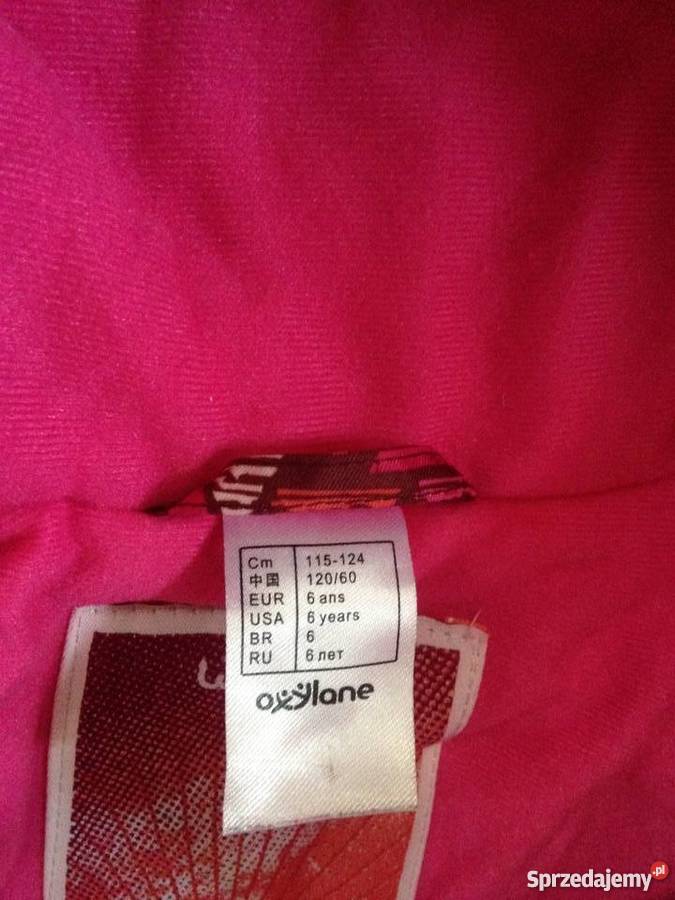 Cm 115-124
中国 120/60
EUR 6 ans
USA 6 years
BR 6
RU 6 лет
oxylane
Sprzedajemy.pl